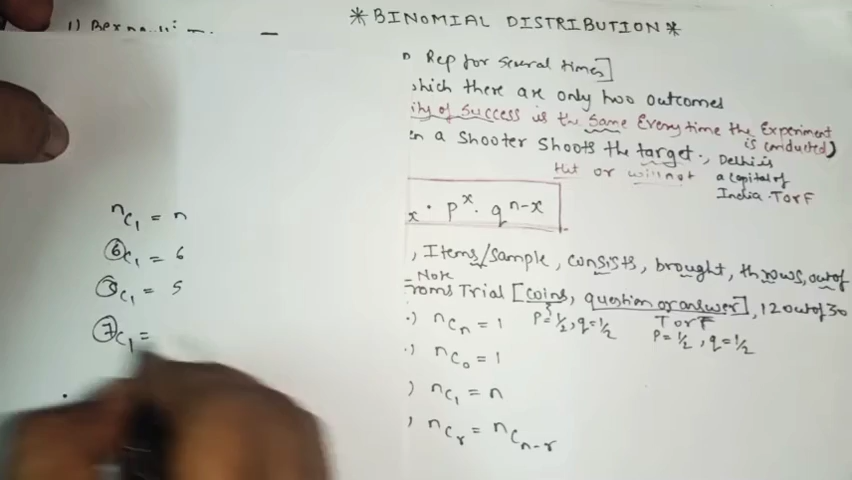 *BINOMIAL DISTRIBUTION*
1)
n Rep for several times]
which there are only two outcomes
ity of success is the same Every time the Experiment
is conducted)
en a shooter shoots the target., Delhi is
Hit or will not a capital of
India. T or F
x · p^x · q^n-x
, Items/sample, consists, brought, throws, out of
Note
Trial [coins, question or answer], 12 out of 30
p=1/2, q=1/2
T or F
p=1/2, q=1/2
.) nCn = 1
.) nC0 = 1
) nC1 = n
) nCr = nCn-r
nC1 = n
6C1 = 6
5C1 = 5
7C1 =